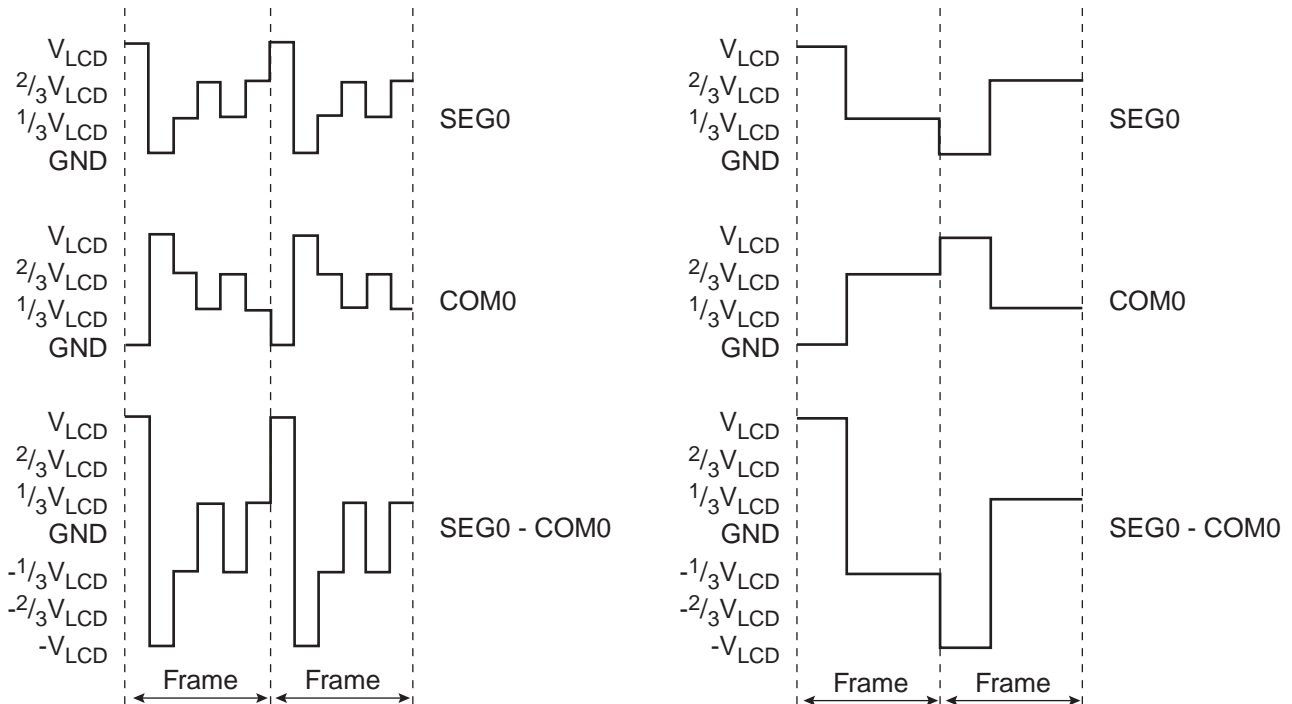 VLCD
2/3VLCD
1/3VLCD
GND
SEG0
VLCD
2/3VLCD
1/3VLCD
GND
COM0
VLCD
2/3VLCD
1/3VLCD
GND
-1/3VLCD
-2/3VLCD
-VLCD
SEG0 - COM0
Frame
Frame
VLCD
2/3VLCD
1/3VLCD
GND
SEG0
VLCD
2/3VLCD
1/3VLCD
GND
COM0
VLCD
2/3VLCD
1/3VLCD
GND
-1/3VLCD
-2/3VLCD
-VLCD
SEG0 - COM0
Frame
Frame